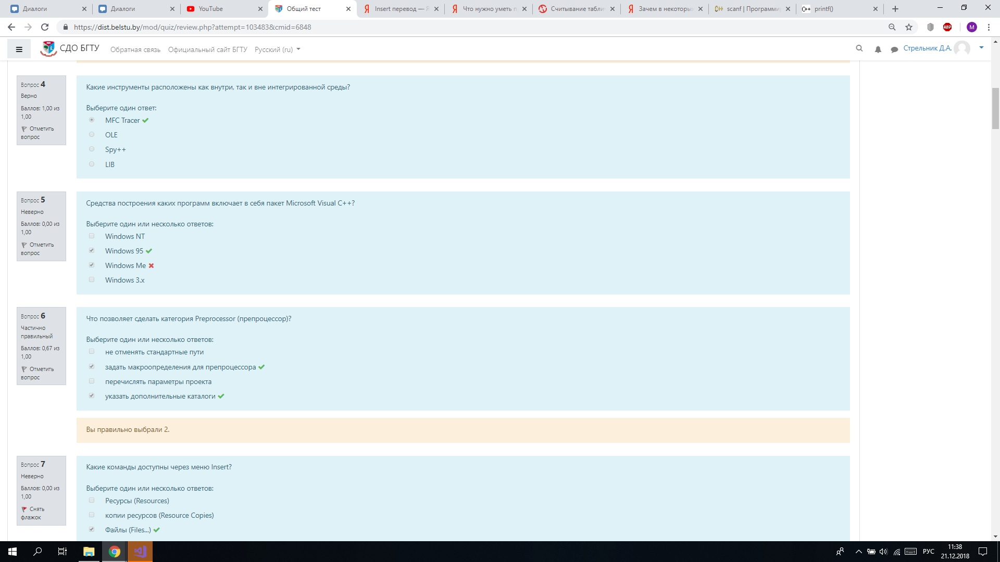 Диалоги
Диалоги
YouTube
Общий тест
Insert перевод — Я
Что нужно уметь п
Считывание табли
Зачем в некоторых
scanf | Программи
C++ printf()
https://dist.belstu.by/mod/quiz/review.php?attempt=103483&cmid=6848
ABP
M
СДО БГТУ
Обратная связь
Официальный сайт БГТУ
Русский (ru)
Стрельник Д.А.
Вопрос 4
Верно
Баллов: 1,00 из
1,00
Отметить
вопрос
Какие инструменты расположены как внутри, так и вне интегрированной среды?
Выберите один ответ:
MFC Tracer
OLE
Spy++
LIB
Вопрос 5
Неверно
Баллов: 0,00 из
1,00
Отметить
вопрос
Средства построения каких программ включает в себя пакет Microsoft Visual C++?
Выберите один или несколько ответов:
Windows NT
Windows 95
Windows Me
Windows 3.x
Вопрос 6
Частично
правильный
Баллов: 0,67 из
1,00
Отметить
вопрос
Что позволяет сделать категория Preprocessor (препроцессор)?
Выберите один или несколько ответов:
не отменять стандартные пути
задать макроопределения для препроцессора
перечислять параметры проекта
указать дополнительные каталоги
Вы правильно выбрали 2.
Вопрос 7
Неверно
Баллов: 0,00 из
1,00
Снять
флажок
Какие команды доступны через меню Insert?
Выберите один или несколько ответов:
Ресурсы (Resources)
копии ресурсов (Resource Copies)
Файлы (Files...)
РУС
11:38
21.12.2018